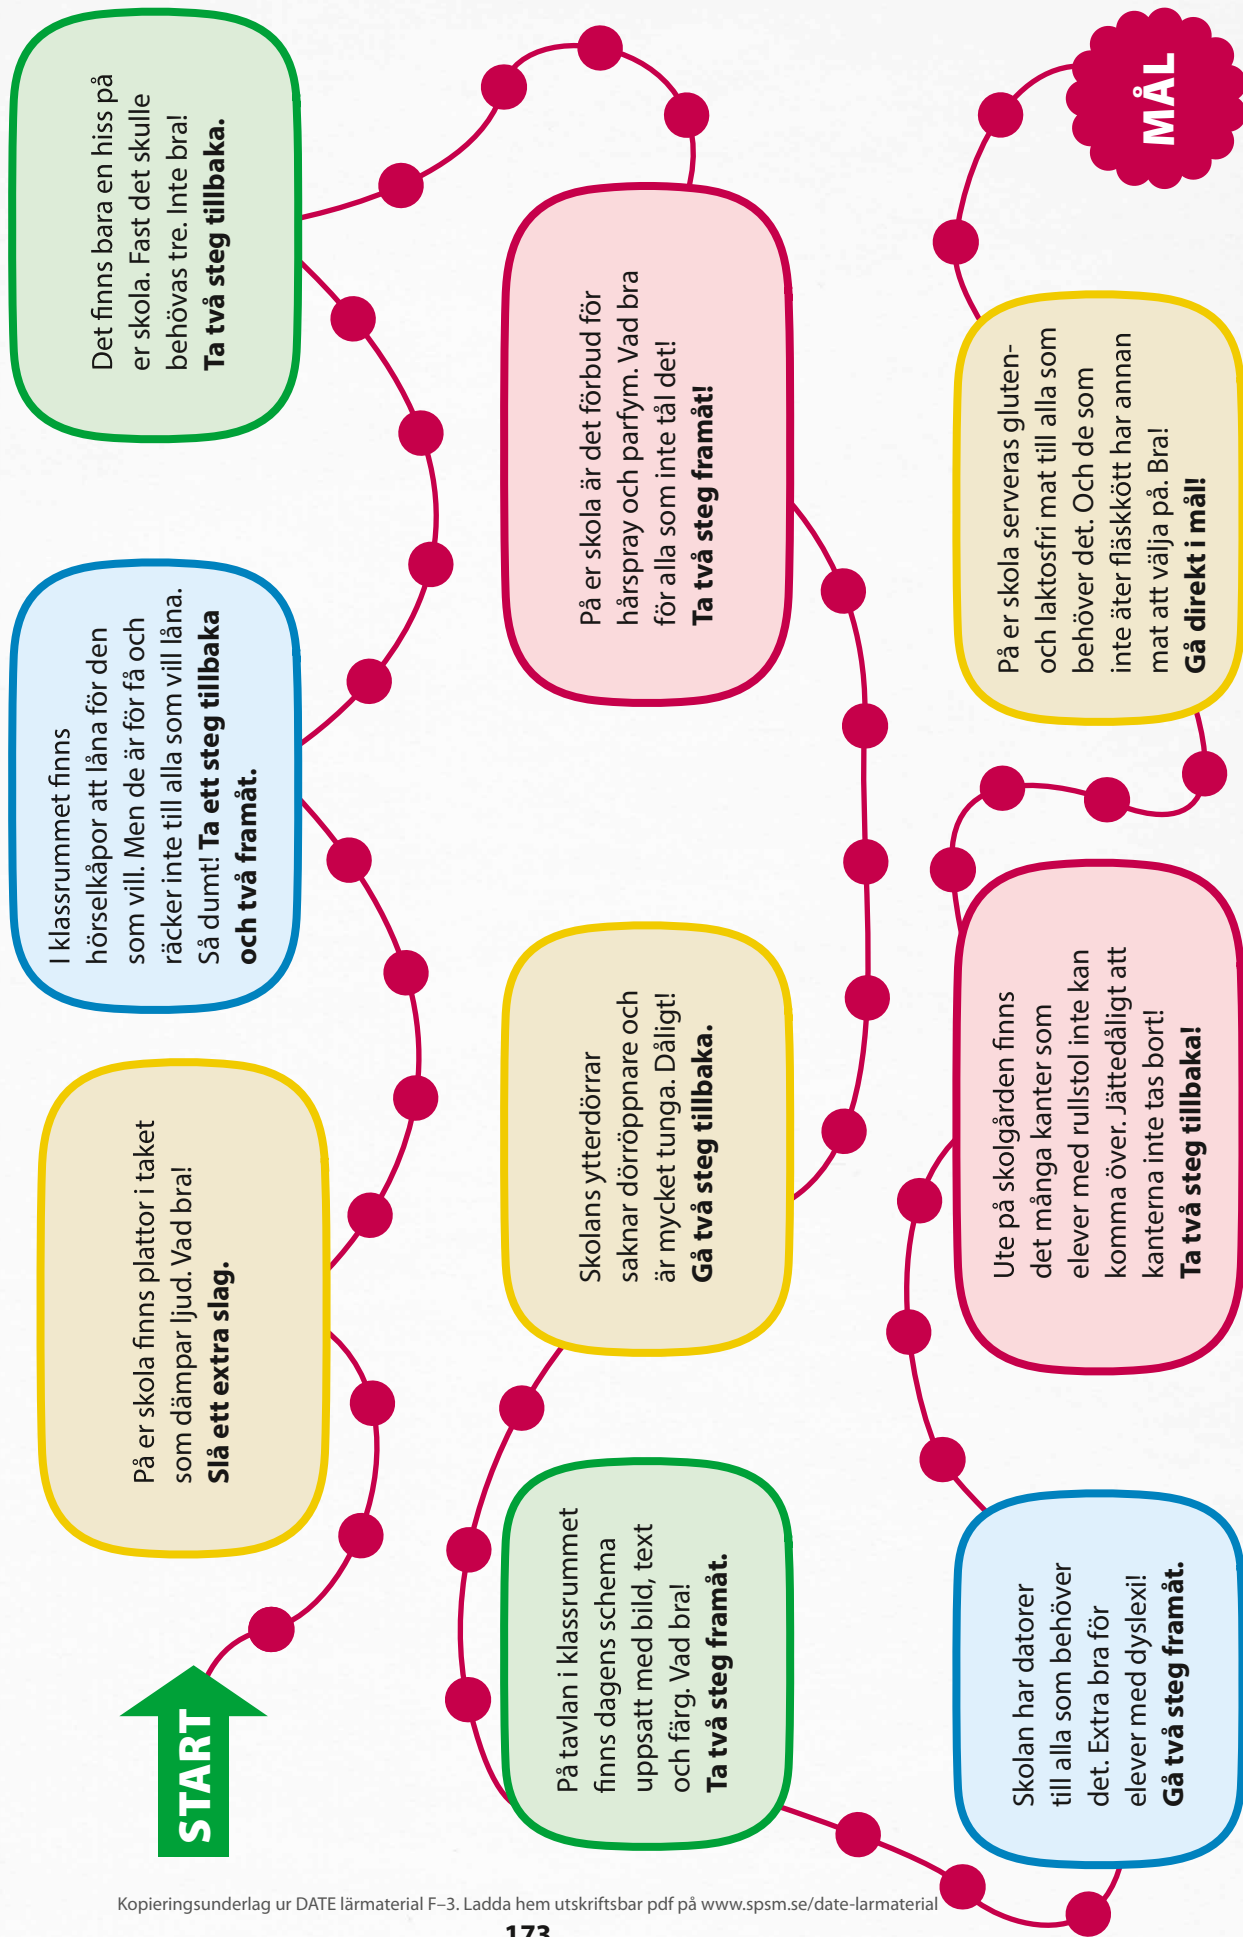 START
På er skola finns plattor i taket
som dämpar ljud. Vad bra!
Slå ett extra slag.
I klassrummet finns
hörselkåpor att låna för den
som vill. Men de är för få och
räcker inte till alla som vill låna.
Så dumt! Ta ett steg tillbaka
och två framåt.
Det finns bara en hiss på
er skola. Fast det skulle
behövas tre. Inte bra!
Ta två steg tillbaka.
På er skola är det förbud för
hårspray och parfym. Vad bra
för alla som inte tål det!
Ta två steg framåt!
Skolans ytterdörrar
saknar dörröppnare och
är mycket tunga. Dåligt!
Gå två steg tillbaka.
På tavlan i klassrummet
finns dagens schema
uppsatt med bild, text
och färg. Vad bra!
Ta två steg framåt.
Skolan har datorer
till alla som behöver
det. Extra bra för
elever med dyslexi!
Gå två steg framåt.
Ute på skolgården finns
det många kanter som
elever med rullstol inte kan
komma över. Jättedåligt att
kanterna inte tas bort!
Ta två steg tillbaka!
På er skola serveras gluten-
och laktosfri mat till alla som
behöver det. Och de som
inte äter fläskkött har annan
mat att välja på. Bra!
Gå direkt i mål!
MÅL
Kopieringsunderlag ur DATE lärmaterial F–3. Ladda hem utskriftsbar pdf på www.spsm.se/date-larmaterial
173